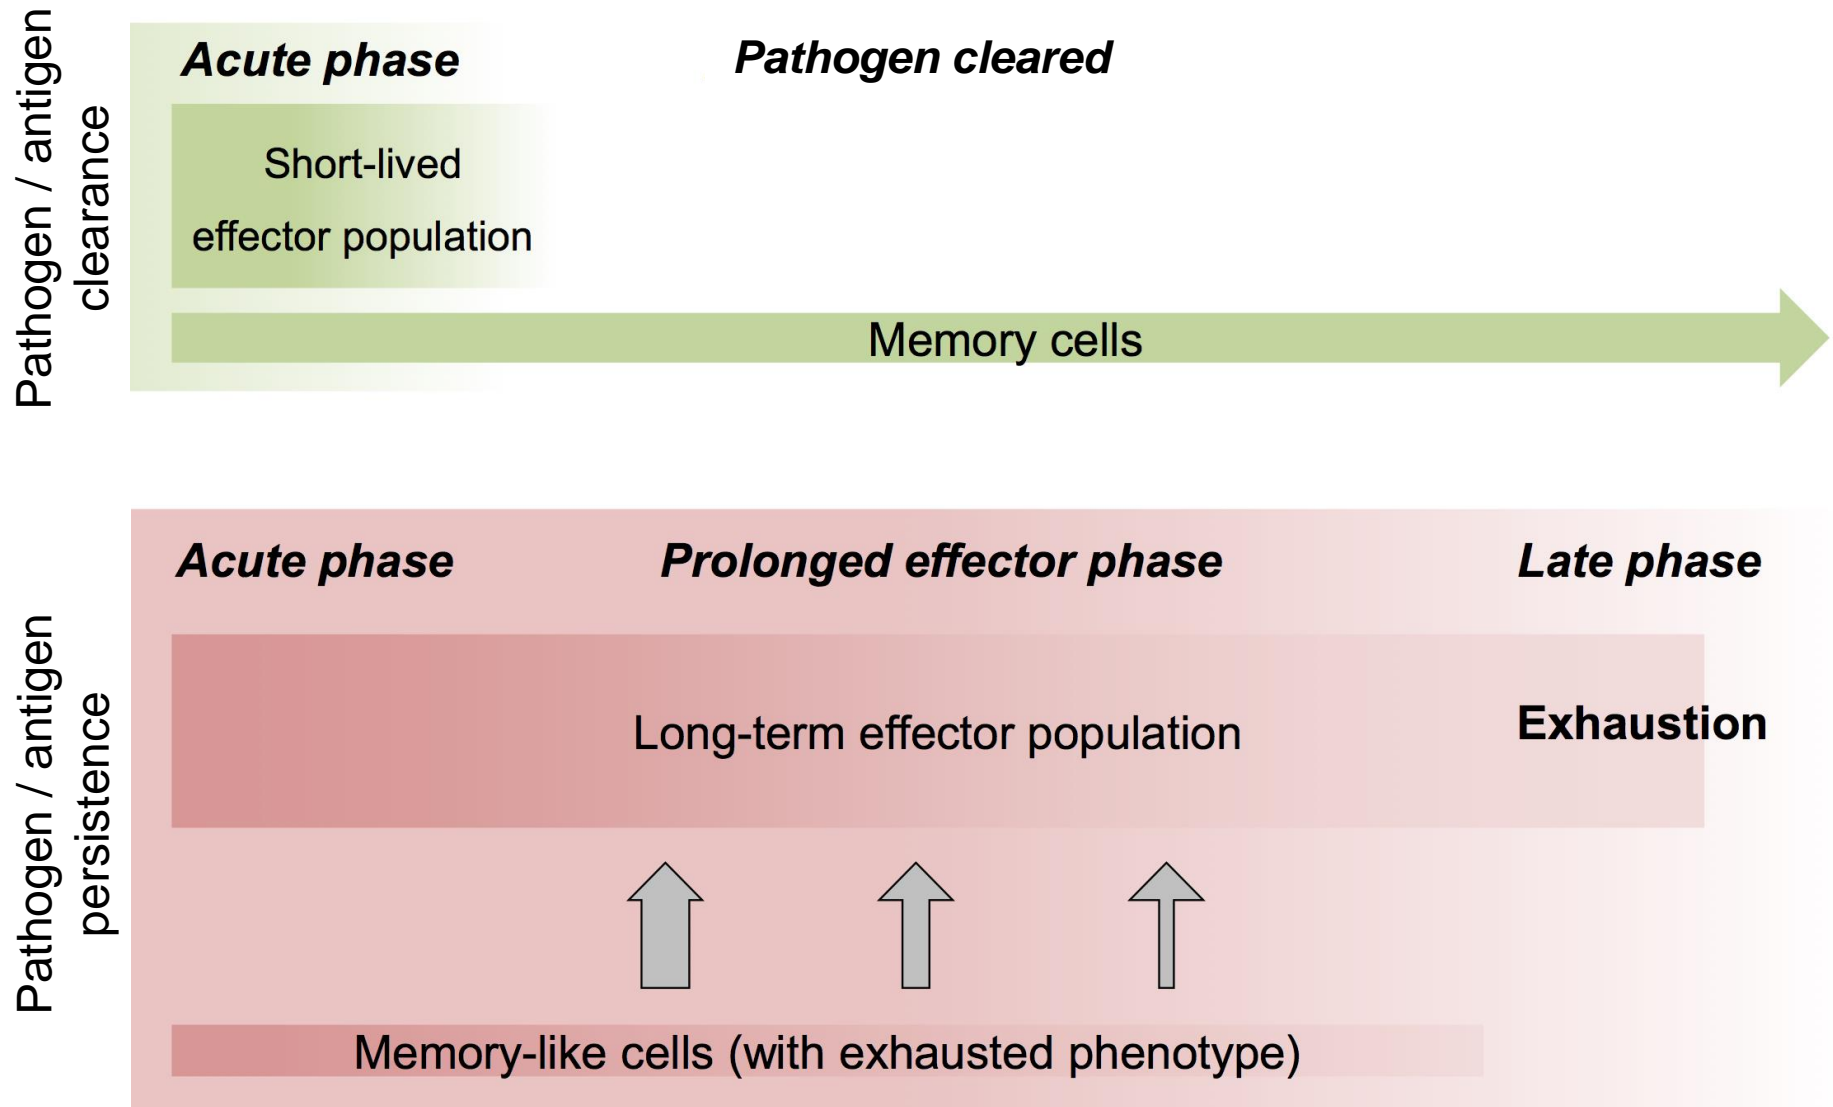 Pathogen / antigen
clearance
Acute phase
Pathogen cleared
Short-lived
effector population
Memory cells
Pathogen / antigen
persistence
Acute phase
Prolonged effector phase
Late phase
Long-term effector population
Exhaustion
Memory-like cells (with exhausted phenotype)